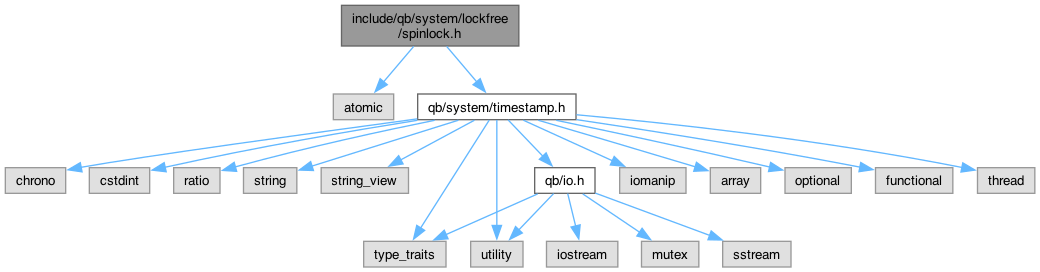 include/qb/system/lockfree
/spinlock.h
atomic
qb/system/timestamp.h
chrono
cstdint
ratio
string
string_view
qb/io.h
iomanip
array
optional
functional
thread
type_traits
utility
iostream
mutex
sstream